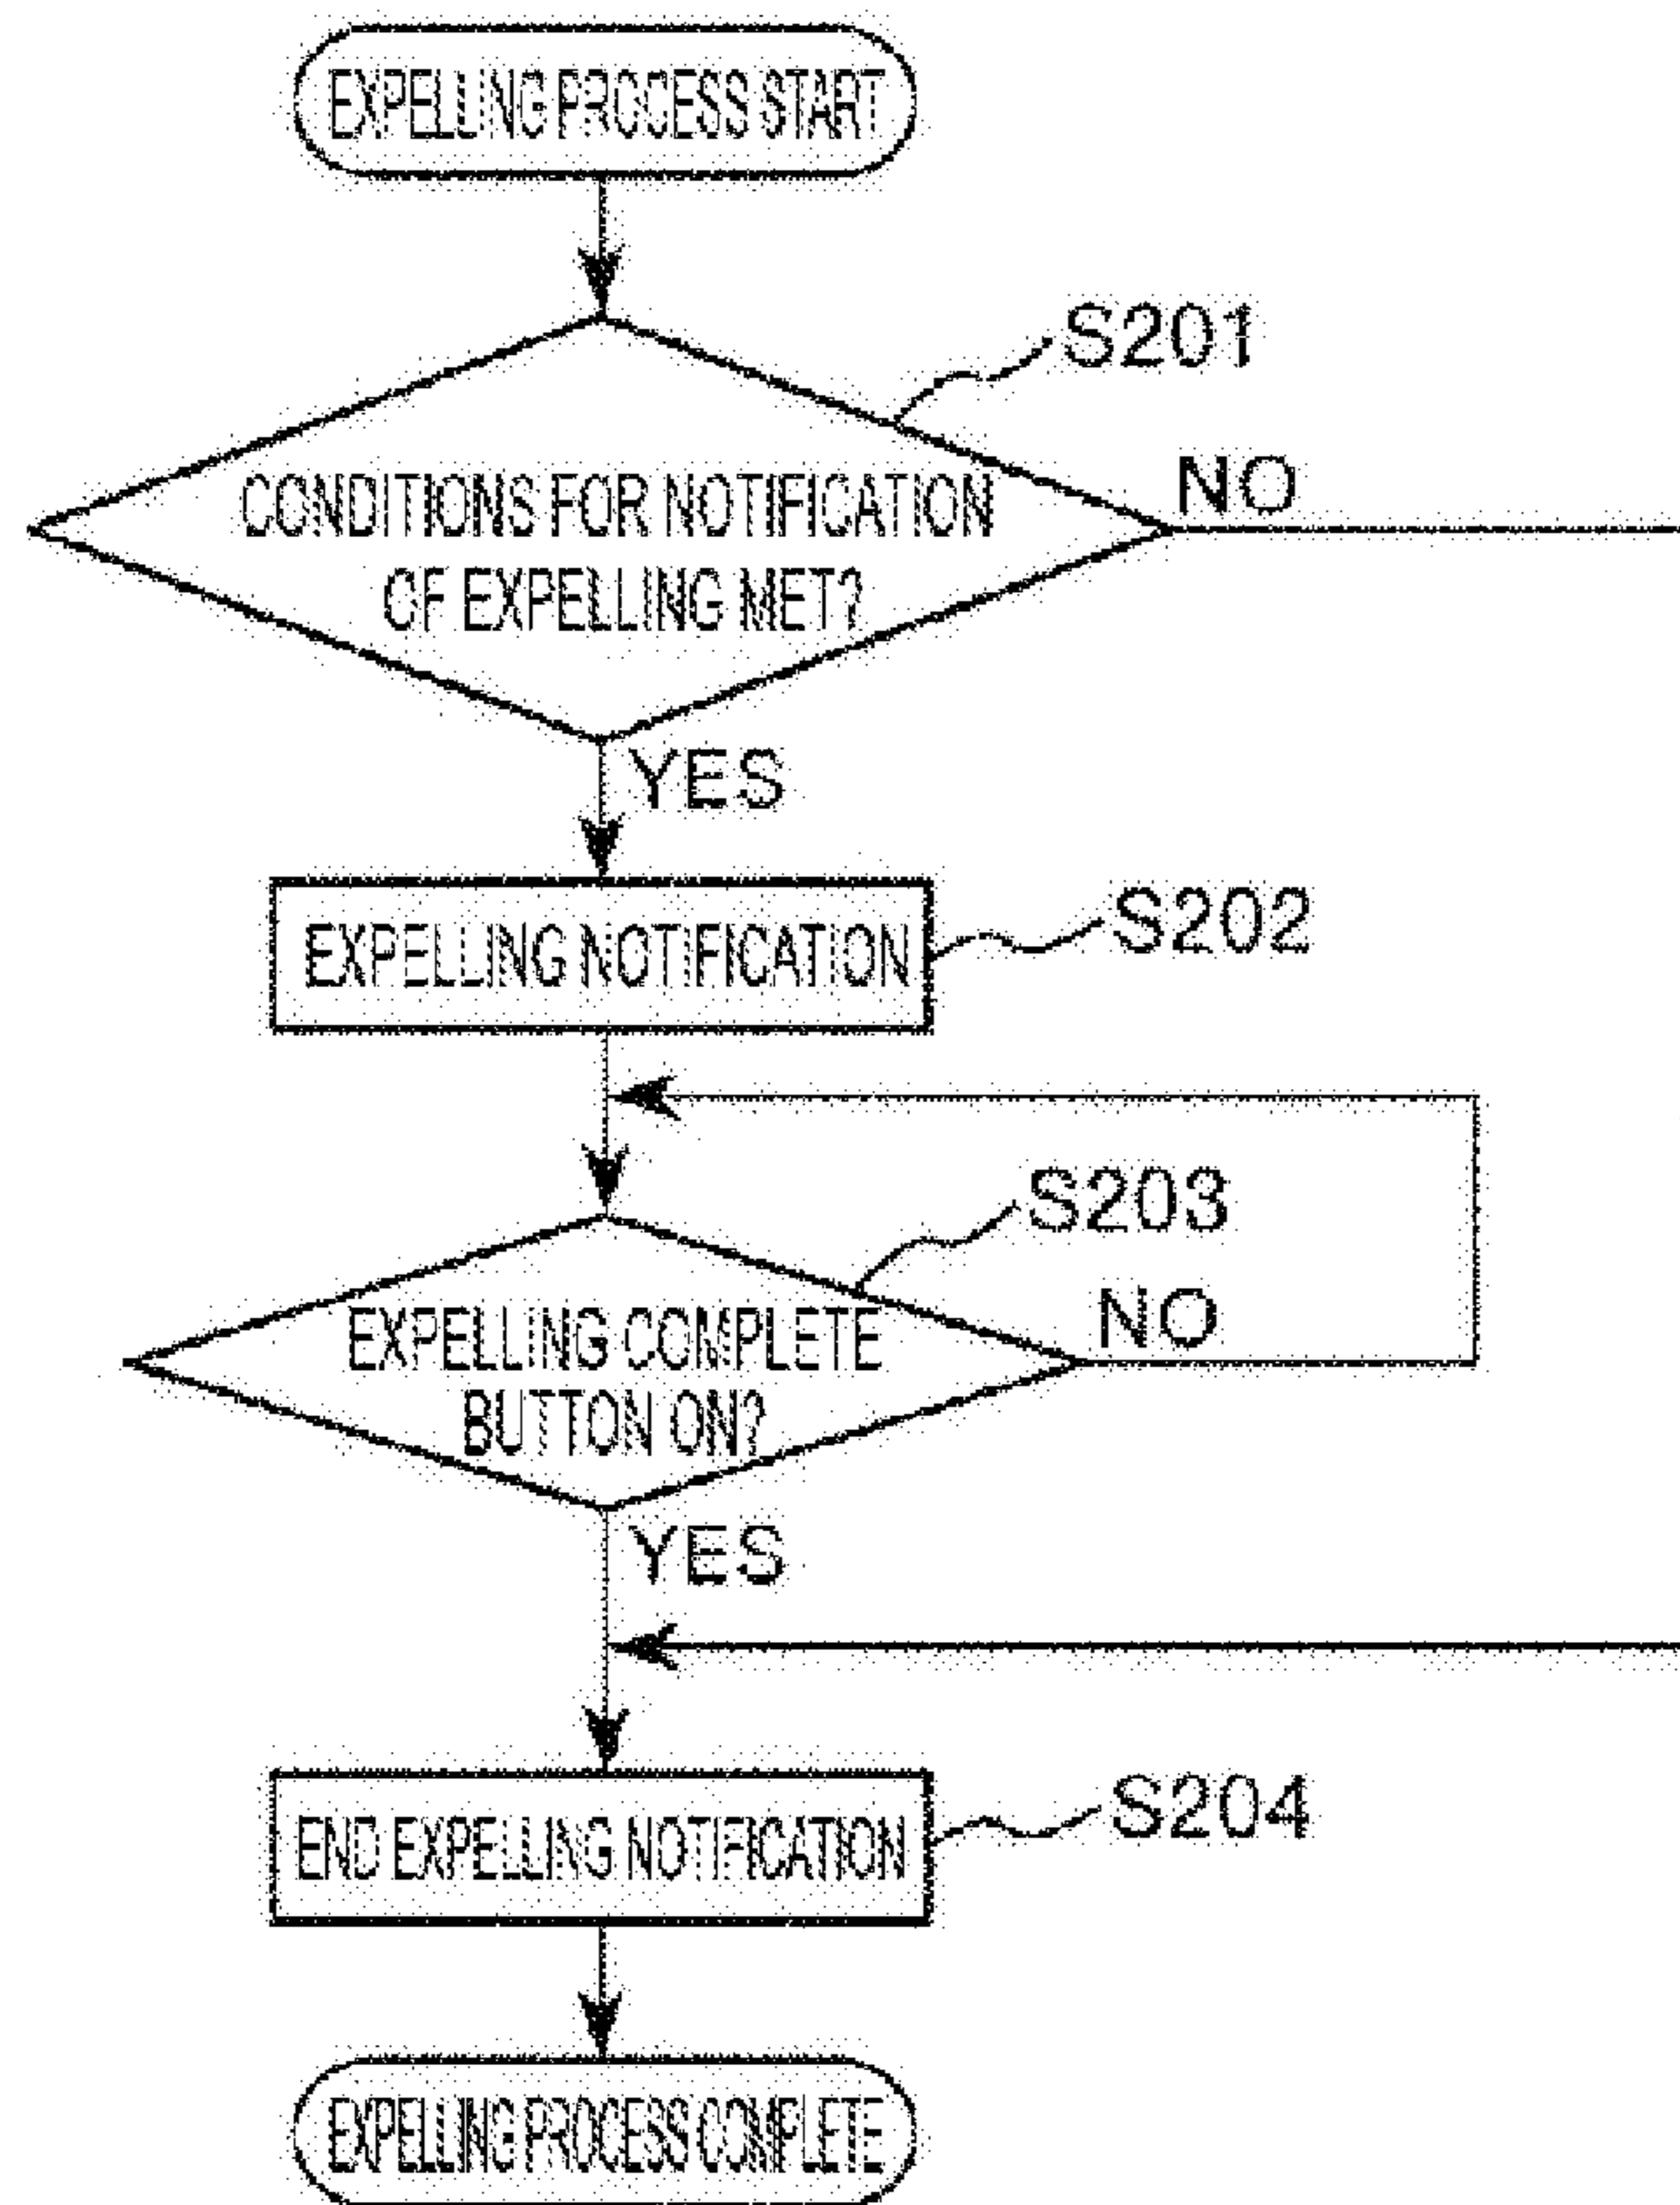 EXPELLING PROCESS START
S201
CONDITIONS FOR NOTIFICATION
OF EXPELLING MET?
NO
YES
EXPELLING NOTIFICATION
S202
S203
EXPELLING COMPLETE
BUTTON ON?
NO
YES
END EXPELLING NOTIFICATION
S204
EXPELLING PROCESS COMPLETE